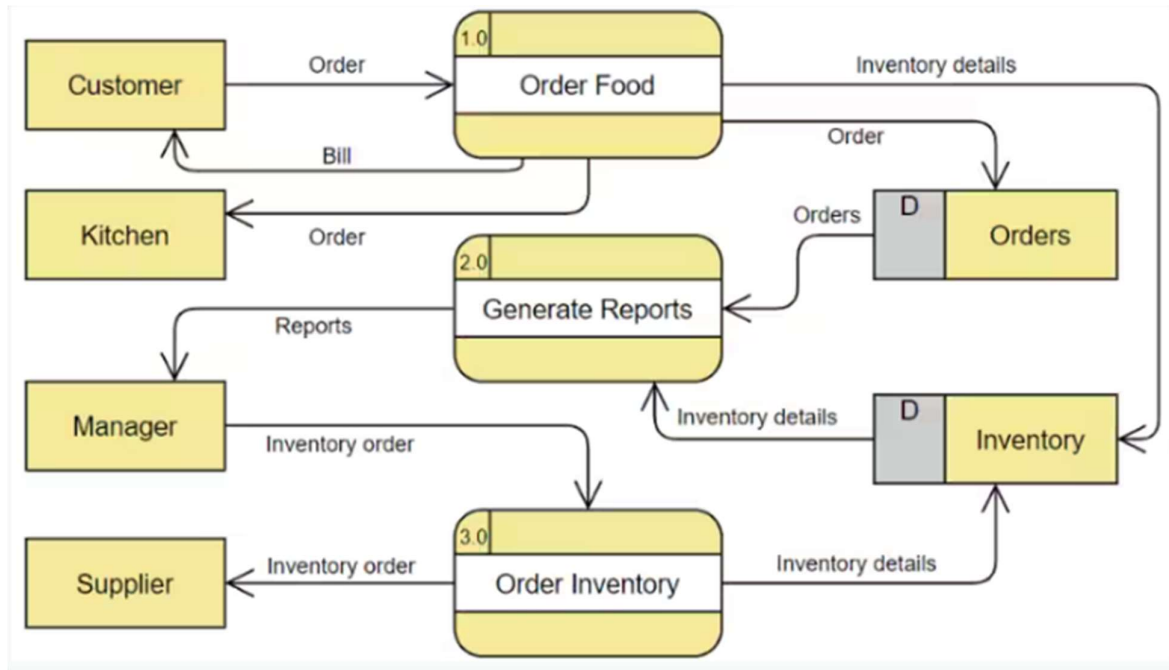 1.0
Order
Inventory details
Customer
Order Food
Order
Bill
D
Orders
Orders
Kitchen
Order
2.0
Generate Reports
Reports
D
Inventory details
Manager
Inventory order
Inventory
3.0
Inventory order
Inventory details
Supplier
Order Inventory